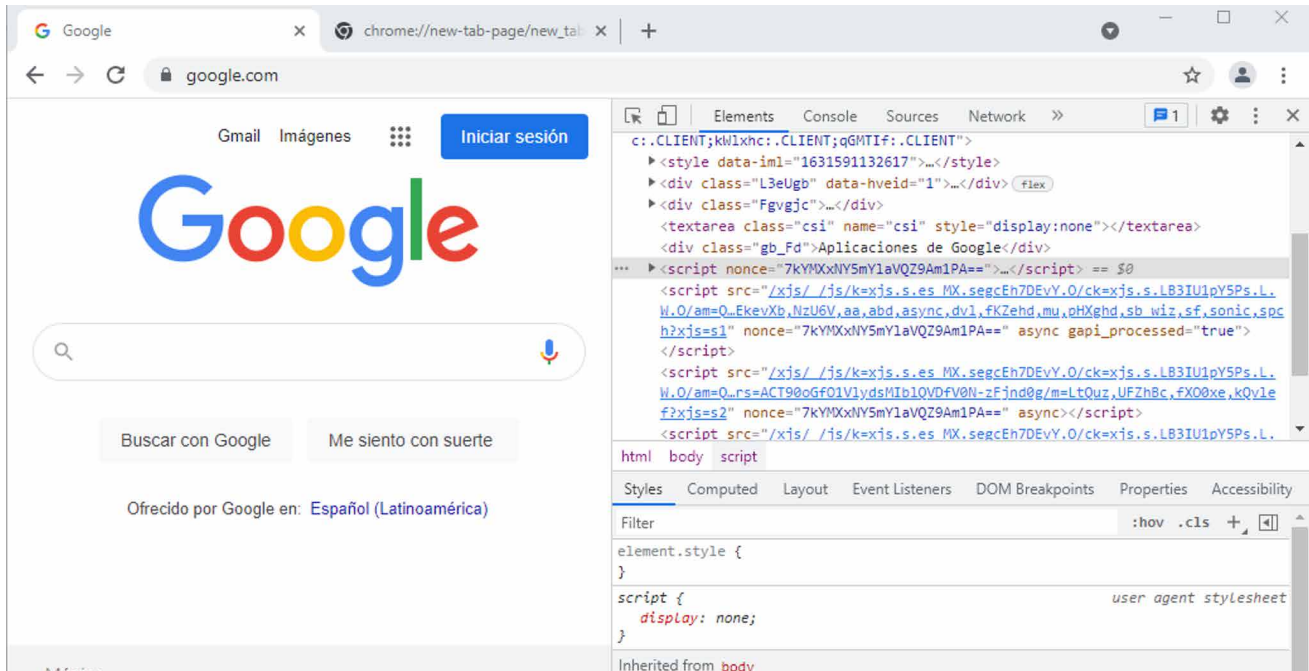 Google
chrome://new-tab-page/new_tab
google.com
Gmail Imágenes
Iniciar sesión
Google
Buscar con Google
Me siento con suerte
Ofrecido por Google en: Español (Latinoamérica)
Elements Console Sources Network » 1
c:.CLIENT;kWlxhc:.CLIENT;qGMTIf:.CLIENT">
<style data-iml="1631591132617">…</style>
<div class="L3eUgb" data-hveid="1">…</div> flex
<div class="Fgvgjc">…</div>
<textarea class="csi" name="csi" style="display:none"></textarea>
<div class="gb_Fd">Aplicaciones de Google</div>
<script nonce="7kYMXxNY5mYlaVQZ9Am1PA==">…</script> == $0
<script src="/xjs/_/js/k=xjs.s.es_MX.segcEh7DEvY.O/ck=xjs.s.LB3IU1pY5Ps.L.
W.O/am=Q…EkevXb,NzU6V,aa,abd,async,dvl,fKZehd,mu,pHXghd,sb_wiz,sf,sonic,spc
h?xjs=s1" nonce="7kYMXxNY5mYlaVQZ9Am1PA==" async gapi_processed="true">
</script>
<script src="/xjs/_/js/k=xjs.s.es_MX.segcEh7DEvY.O/ck=xjs.s.LB3IU1pY5Ps.L.
W.O/am=Q…rs=ACT90oGfO1VlydsMIblQVDfV0N-zFjnd0g/m=LtQuz,UFZhBc,fXO0xe,kQvle
f?xjs=s2" nonce="7kYMXxNY5mYlaVQZ9Am1PA==" async></script>
<script src="/xjs/_/js/k=xjs.s.es_MX.segcEh7DEvY.O/ck=xjs.s.LB3IU1pY5Ps.L.
html body script
Styles Computed Layout Event Listeners DOM Breakpoints Properties Accessibility
Filter :hov .cls +
element.style {
}
script { user agent stylesheet
display: none;
}
Inherited from body